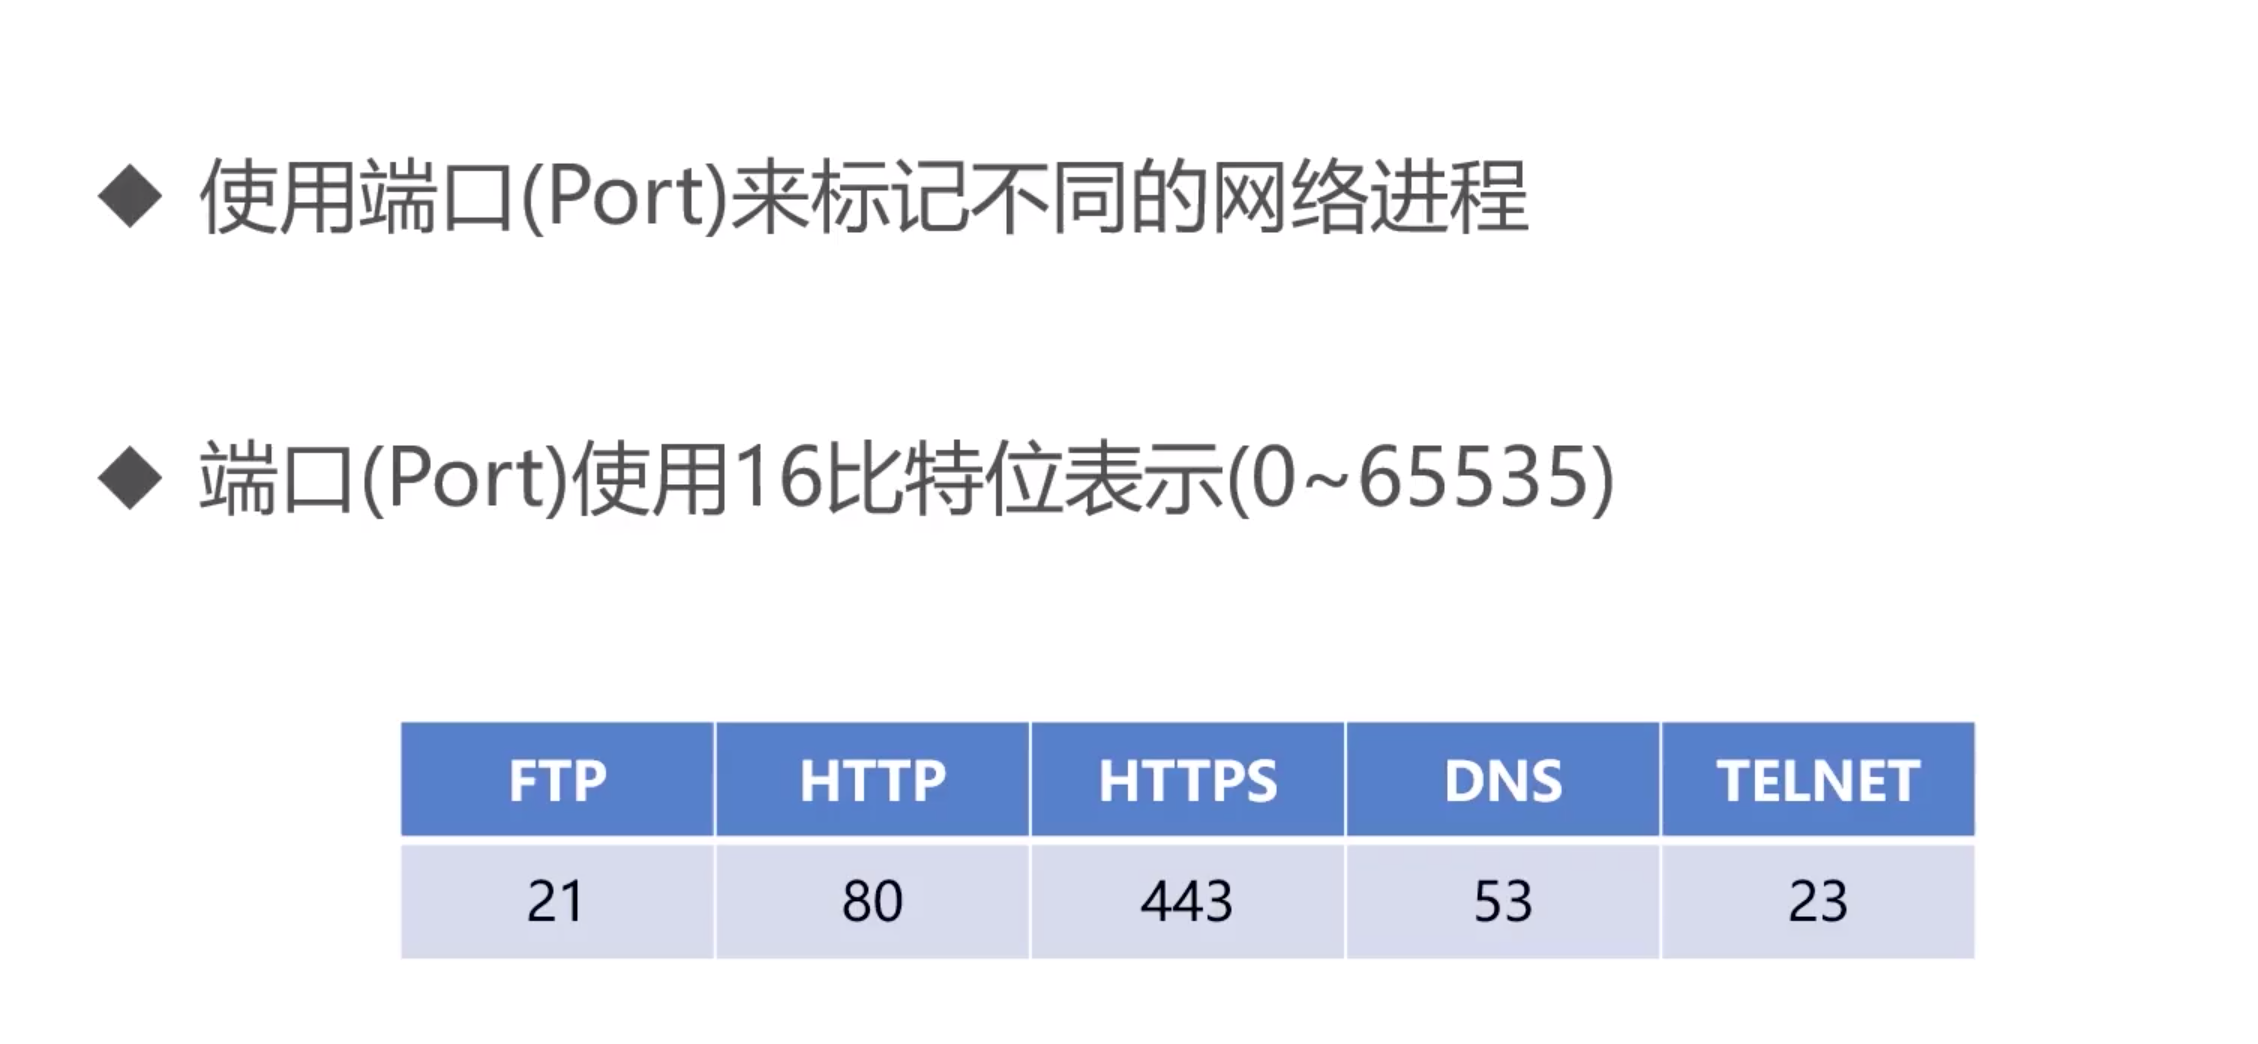 ◆ 使用端口(Port)来标记不同的网络进程
◆ 端口(Port)使用16比特位表示(0~65535)
FTP HTTP HTTPS DNS TELNET
21 80 443 53 23